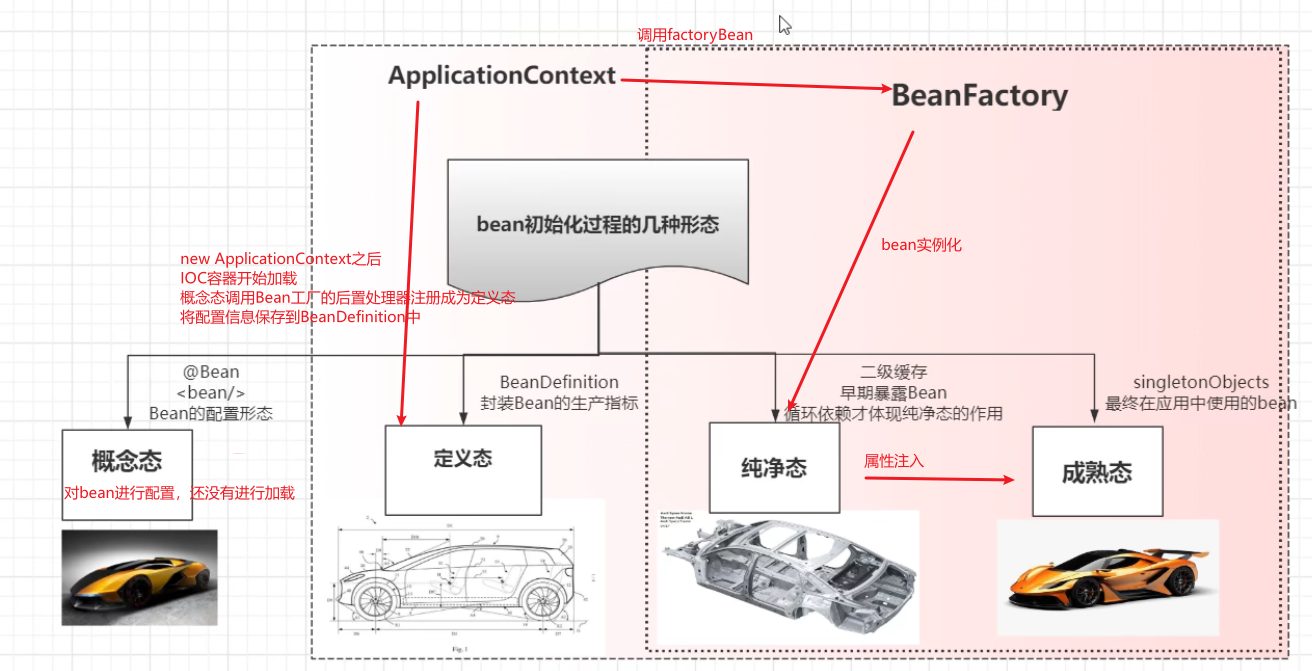 调用factoryBean
ApplicationContext
BeanFactory
bean初始化过程的几种形态
bean实例化
new ApplicationContext之后
IOC容器开始加载
概念态调用Bean工厂的后置处理器注册成为定义态
将配置信息保存到BeanDefinition中
@Bean
<bean/>
Bean的配置形态
BeanDefinition
封装Bean的生产指标
二级缓存
早期暴露Bean
循环依赖才体现纯净态的作用
singletonObjects
最终在应用中使用的bean
概念态
对bean进行配置，还没有进行加载
定义态
纯净态
属性注入
成熟态
Fig. 1